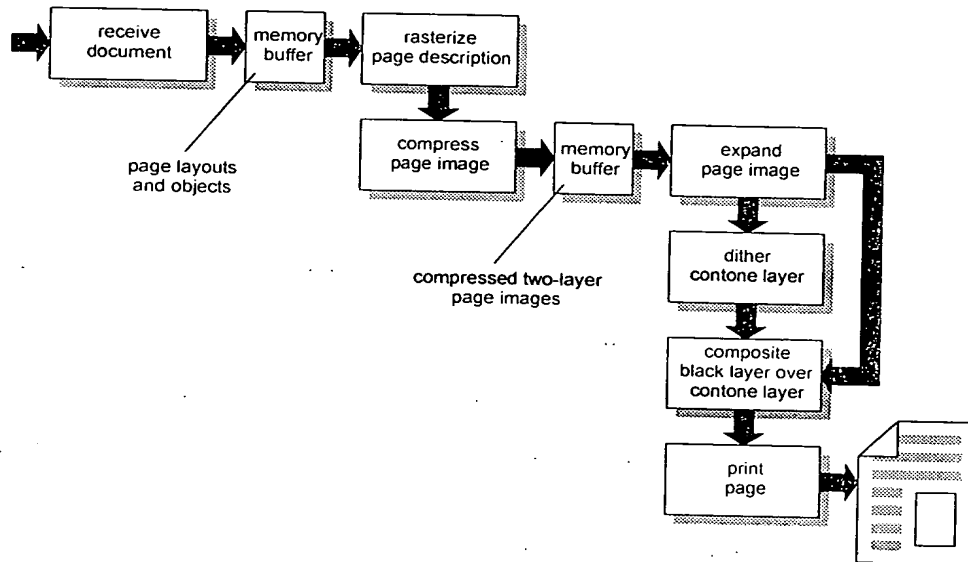 receive
document
memory
buffer
rasterize
page description
page layouts
and objects
compress
page image
memory
buffer
expand
page image
compressed two-layer
page images
dither
contone layer
composite
black layer over
contone layer
print
page